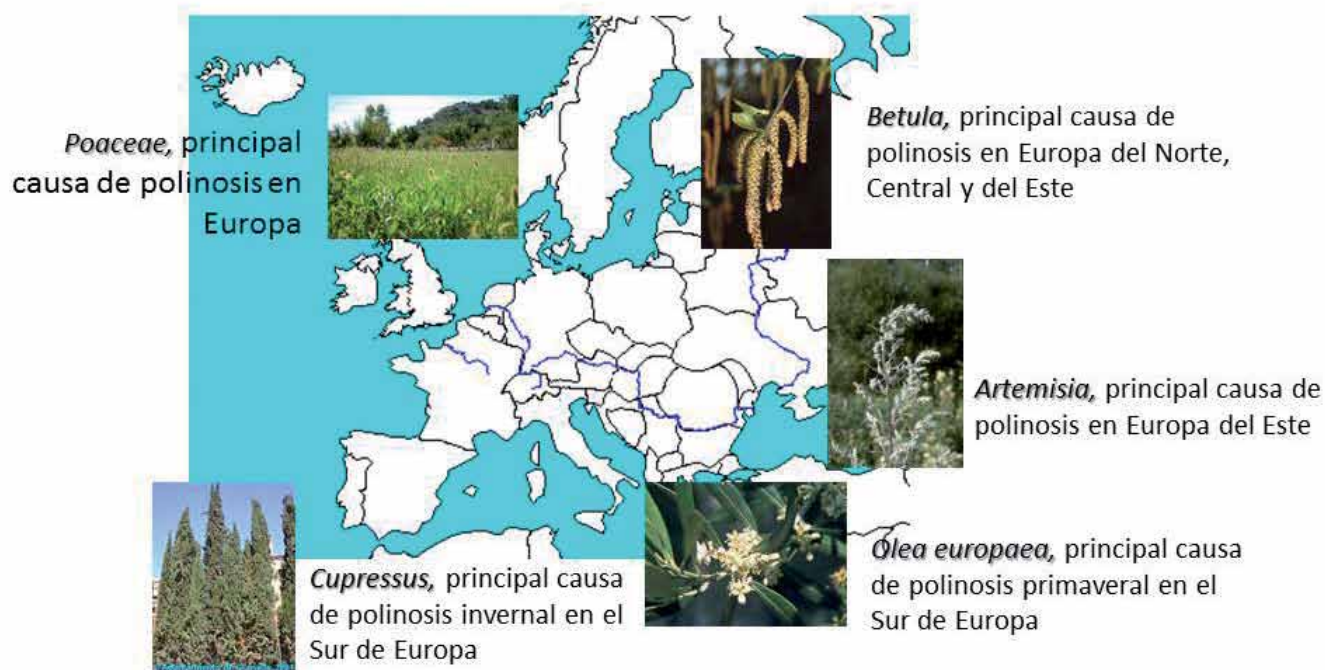 Poaceae, principal
causa de polinosis en
Europa
Betula, principal causa de
polinosis en Europa del Norte,
Central y del Este
Artemisia, principal causa de
polinosis en Europa del Este
Olea europaea, principal causa
de polinosis primaveral en el
Sur de Europa
Cupressus, principal causa
de polinosis invernal en el
Sur de Europa